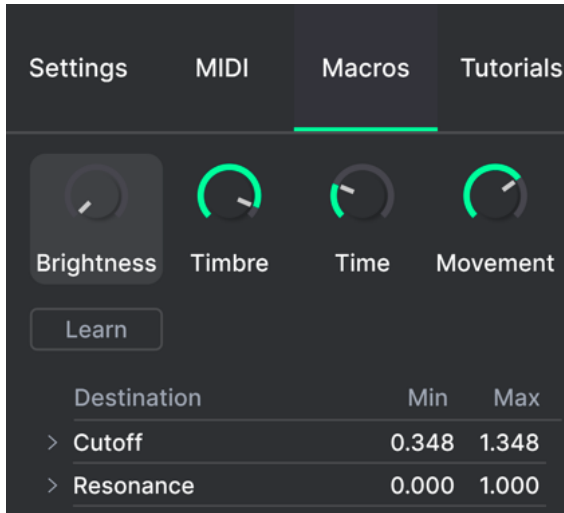 Settings MIDI Macros Tutorials
Brightness Timbre Time Movement
Learn
Destination Min Max
> Cutoff 0.348 1.348
> Resonance 0.000 1.000